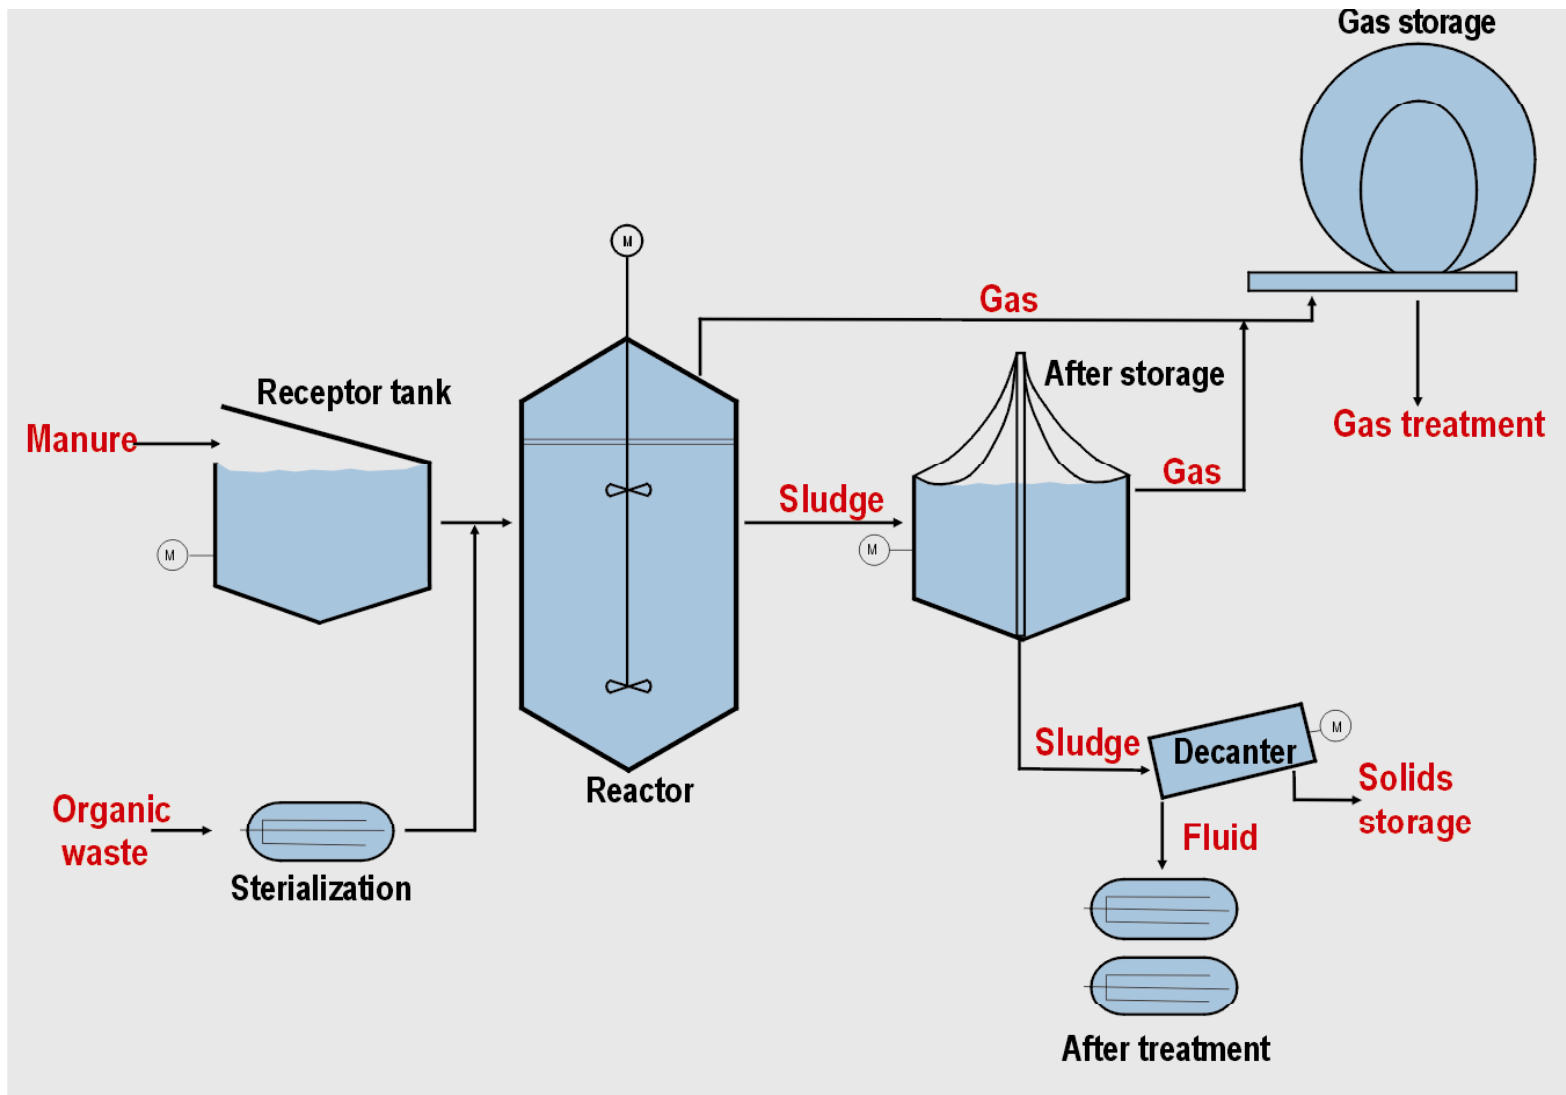 Gas storage
M
Gas
After storage
Receptor tank
Manure
Gas treatment
Gas
Sludge
M
M
Sludge
Decanter
M
Reactor
Solids
storage
Organic
waste
Fluid
Sterialization
After treatment